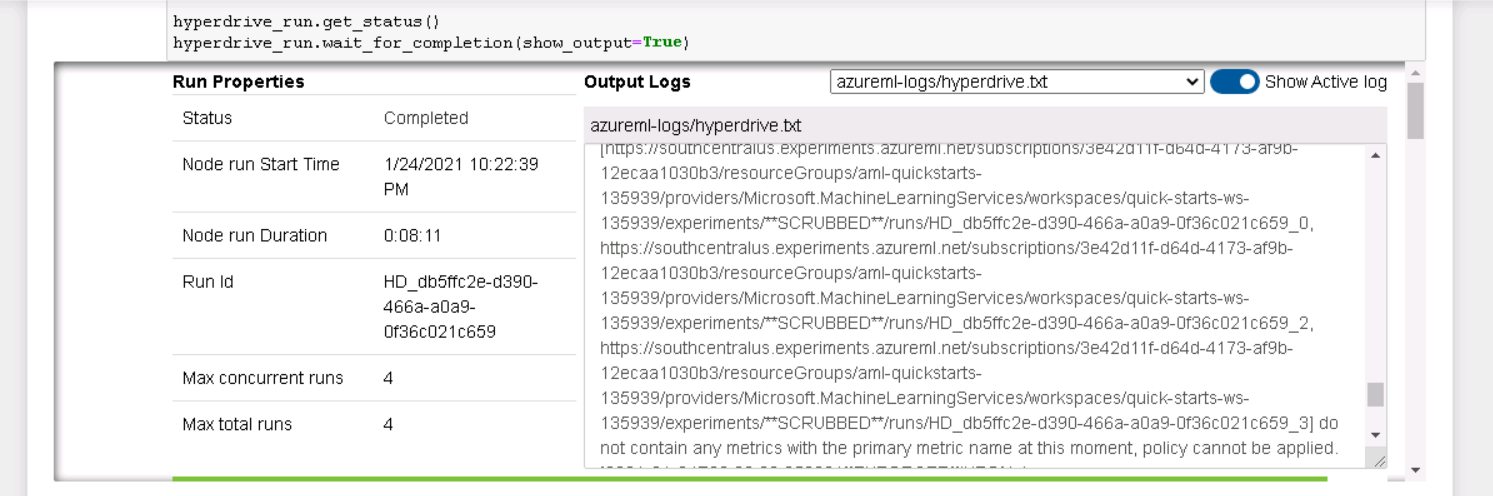 hyperdrive_run.get_status()
hyperdrive_run.wait_for_completion(show_output=True)
Run Properties
Status Completed
Node run Start Time 1/24/2021 10:22:39
PM
Node run Duration 0:08:11
Run Id HD_db5ffc2e-d390-
466a-a0a9-
0f36c021c659
Max concurrent runs 4
Max total runs 4
Output Logs azureml-logs/hyperdrive.txt Show Active log
azureml-logs/hyperdrive.txt
[https://southcentralus.experiments.azureml.net/subscriptions/3e42d11f-d64d-4173-af9b-
12ecaa1030b3/resourceGroups/aml-quickstarts-
135939/providers/Microsoft.MachineLearningServices/workspaces/quick-starts-ws-
135939/experiments/**SCRUBBED**/runs/HD_db5ffc2e-d390-466a-a0a9-0f36c021c659_0,
https://southcentralus.experiments.azureml.net/subscriptions/3e42d11f-d64d-4173-af9b-
12ecaa1030b3/resourceGroups/aml-quickstarts-
135939/providers/Microsoft.MachineLearningServices/workspaces/quick-starts-ws-
135939/experiments/**SCRUBBED**/runs/HD_db5ffc2e-d390-466a-a0a9-0f36c021c659_2,
https://southcentralus.experiments.azureml.net/subscriptions/3e42d11f-d64d-4173-af9b-
12ecaa1030b3/resourceGroups/aml-quickstarts-
135939/providers/Microsoft.MachineLearningServices/workspaces/quick-starts-ws-
135939/experiments/**SCRUBBED**/runs/HD_db5ffc2e-d390-466a-a0a9-0f36c021c659_3] do
not contain any metrics with the primary metric name at this moment, policy cannot be applied.